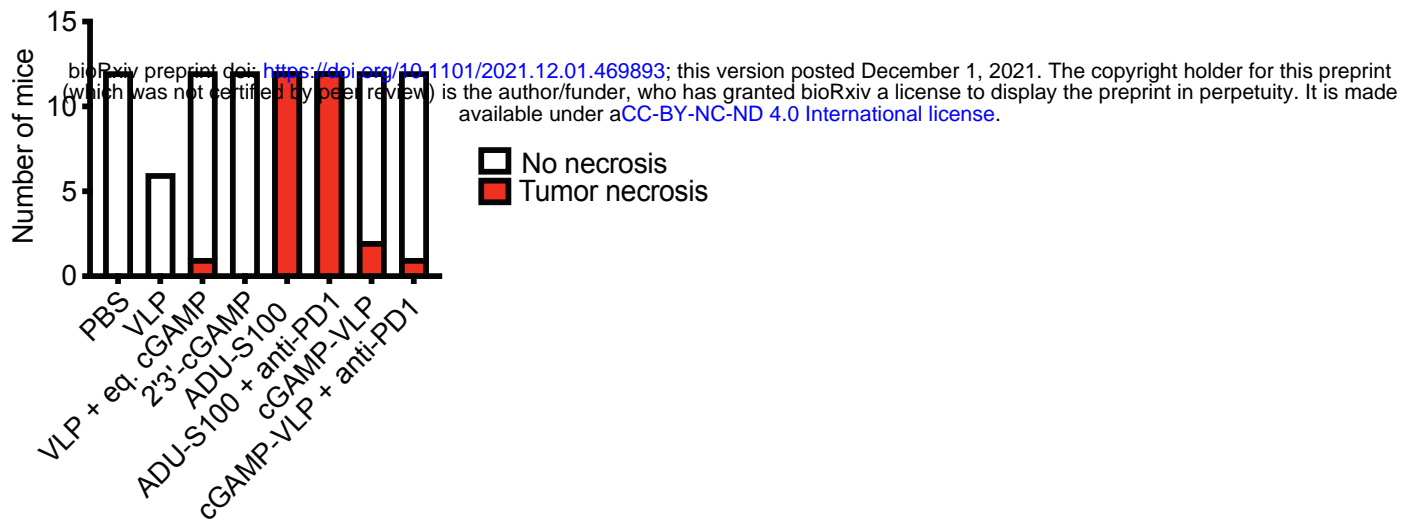 15
Number of mice
bioRxiv preprint doi: https://doi.org/10.1101/2021.12.01.469893; this version posted December 1, 2021. The copyright holder for this preprint
(which was not certified by peer review) is the author/funder, who has granted bioRxiv a license to display the preprint in perpetuity. It is made
10
available under aCC-BY-NC-ND 4.0 International license.
No necrosis
5
Tumor necrosis
0
PBS
VLP
VLP + eq. cGAMP
2'3'-cGAMP
ADU-S100
ADU-S100 + anti-PD1
cGAMP-VLP
cGAMP-VLP + anti-PD1